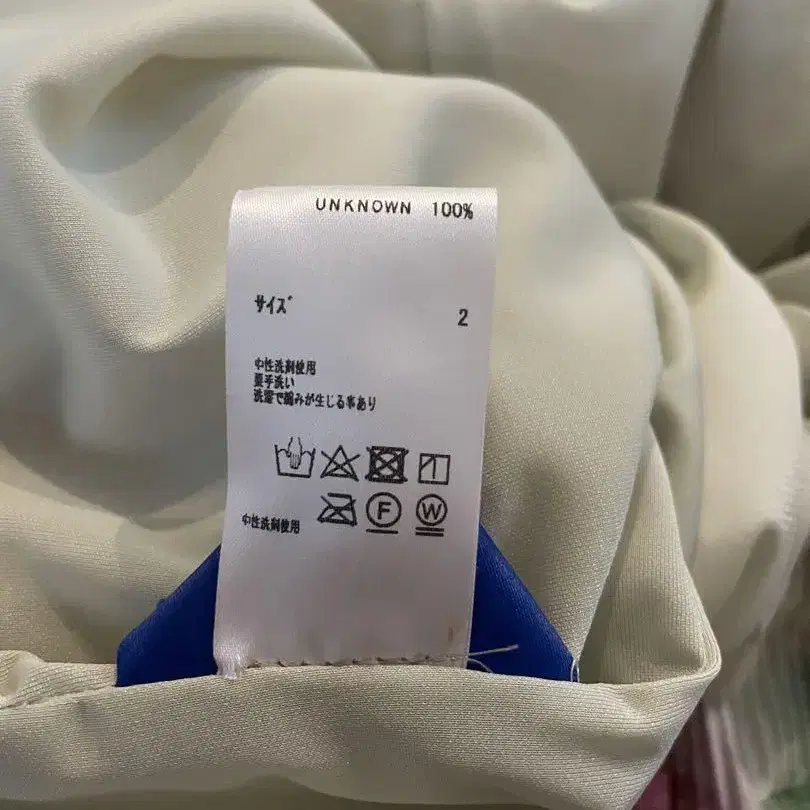 UNKNOWN 100%
サイズ 2
中性洗剤使用
要手洗い
洗濯で縮みが生じる事あり
F W
中性洗剤使用